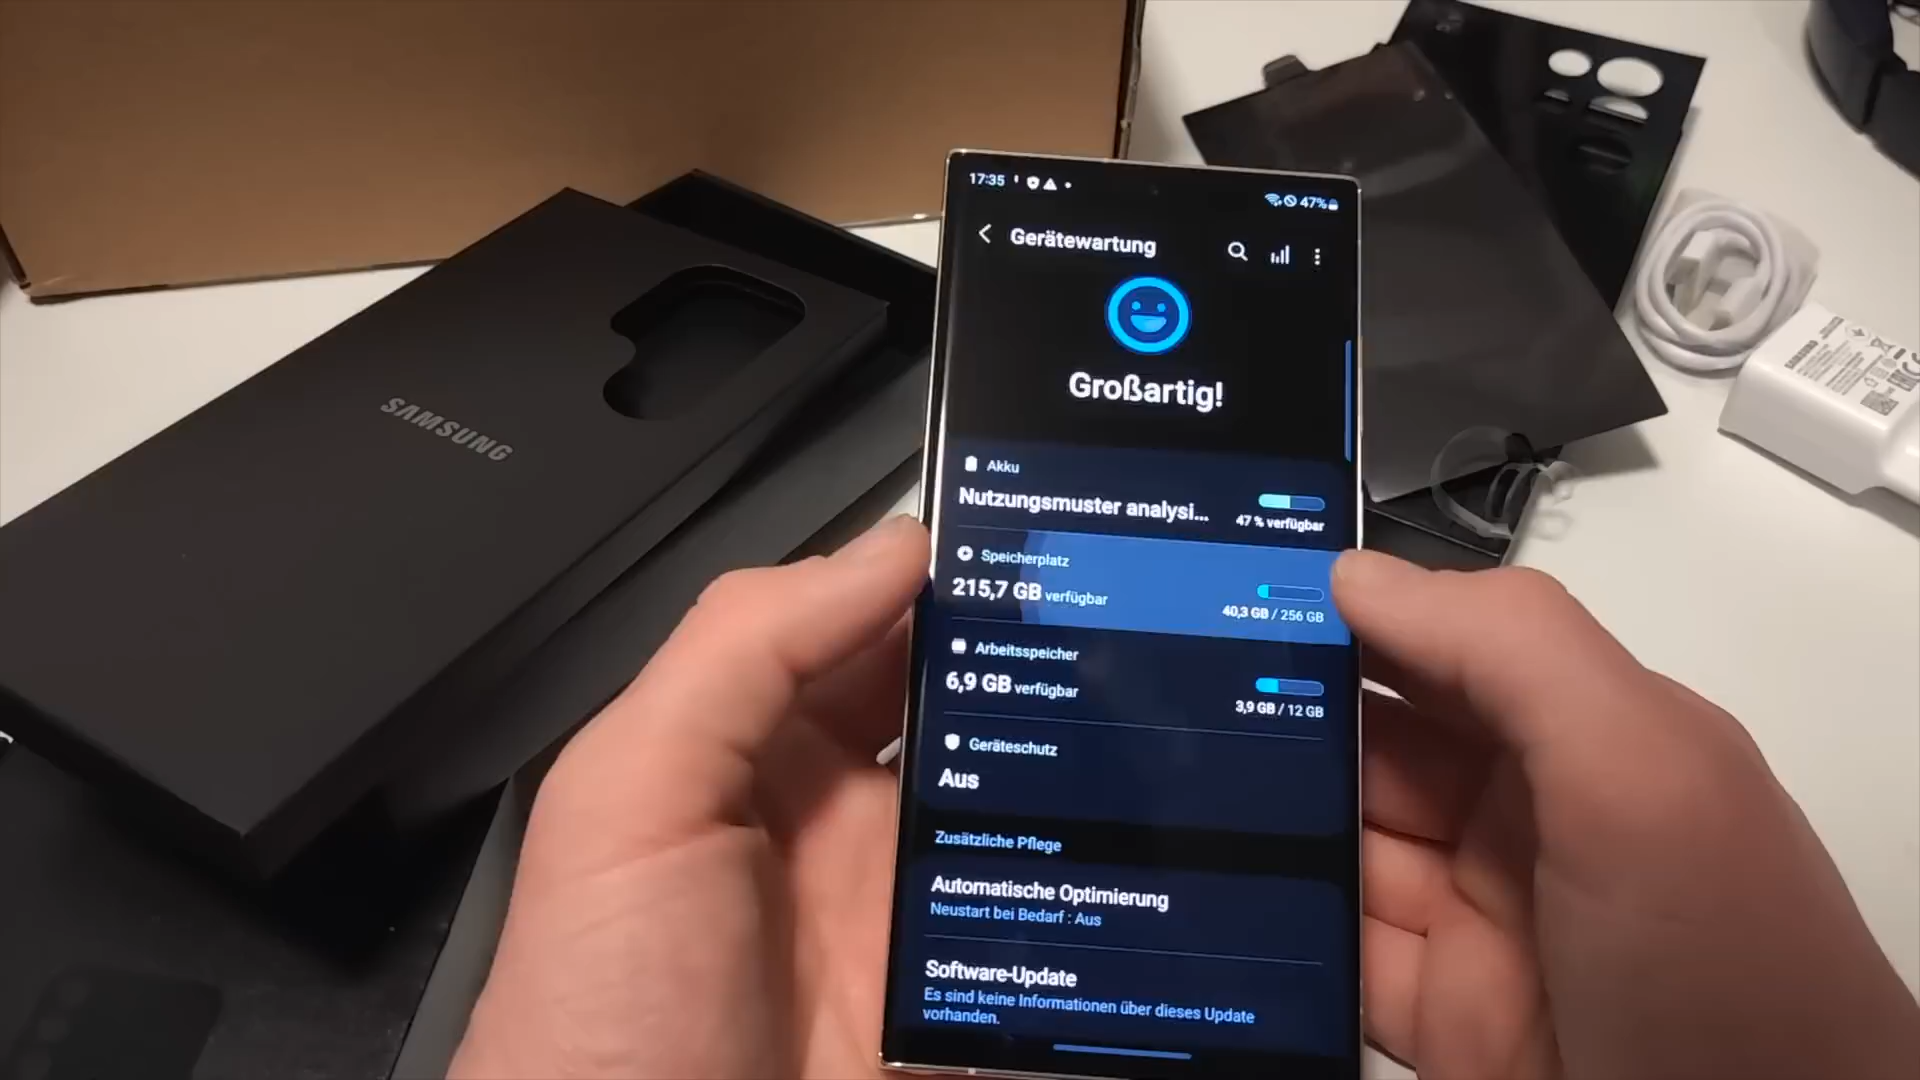 SAMSUNG
17:35
47%
Gerätewartung
Großartig!
Akku
Nutzungsmuster analysi...
47 % verfügbar
Speicherplatz
215,7 GB verfügbar
40,3 GB / 256 GB
Arbeitsspeicher
6,9 GB verfügbar
3,9 GB / 12 GB
Geräteschutz
Aus
Zusätzliche Pflege
Automatische Optimierung
Neustart bei Bedarf : Aus
Software-Update
Es sind keine Informationen über dieses Update
vorhanden.
SAMSUNG